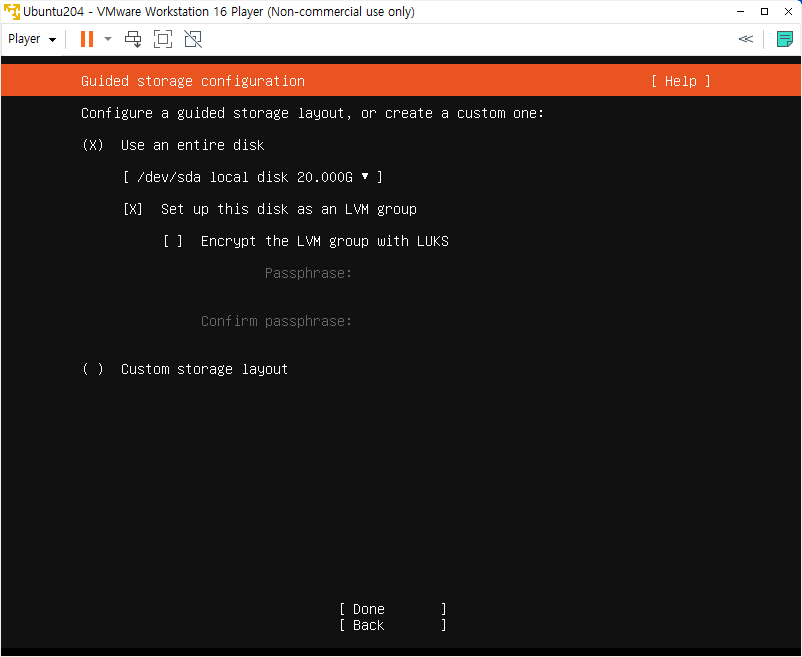 Ubuntu204 - VMware Workstation 16 Player (Non-commercial use only)
Player
Guided storage configuration [ Help ]
Configure a guided storage layout, or create a custom one:
(X) Use an entire disk
[ /dev/sda local disk 20.000G ▾ ]
[X] Set up this disk as an LVM group
[ ] Encrypt the LVM group with LUKS
Passphrase:
Confirm passphrase:
( ) Custom storage layout
[ Done ]
[ Back ]